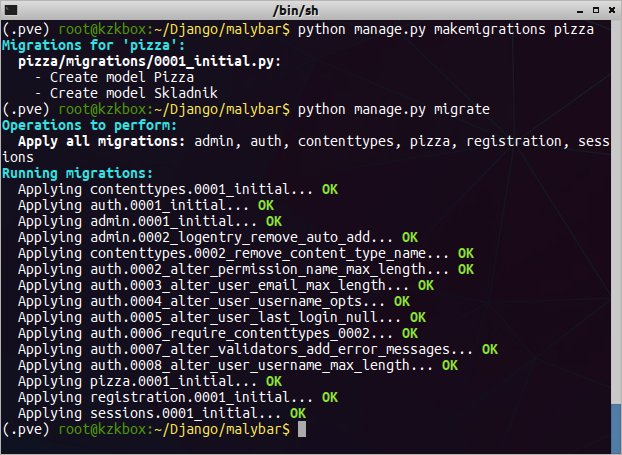 /bin/sh
(.pve) root@kzkbox:~/Django/malybar$ python manage.py makemigrations pizza
Migrations for 'pizza':
  pizza/migrations/0001_initial.py:
    - Create model Pizza
    - Create model Skladnik
(.pve) root@kzkbox:~/Django/malybar$ python manage.py migrate
Operations to perform:
  Apply all migrations: admin, auth, contenttypes, pizza, registration, sess
ions
Running migrations:
  Applying contenttypes.0001_initial... OK
  Applying auth.0001_initial... OK
  Applying admin.0001_initial... OK
  Applying admin.0002_logentry_remove_auto_add... OK
  Applying contenttypes.0002_remove_content_type_name... OK
  Applying auth.0002_alter_permission_name_max_length... OK
  Applying auth.0003_alter_user_email_max_length... OK
  Applying auth.0004_alter_user_username_opts... OK
  Applying auth.0005_alter_user_last_login_null... OK
  Applying auth.0006_require_contenttypes_0002... OK
  Applying auth.0007_alter_validators_add_error_messages... OK
  Applying auth.0008_alter_user_username_max_length... OK
  Applying pizza.0001_initial... OK
  Applying registration.0001_initial... OK
  Applying sessions.0001_initial... OK
(.pve) root@kzkbox:~/Django/malybar$